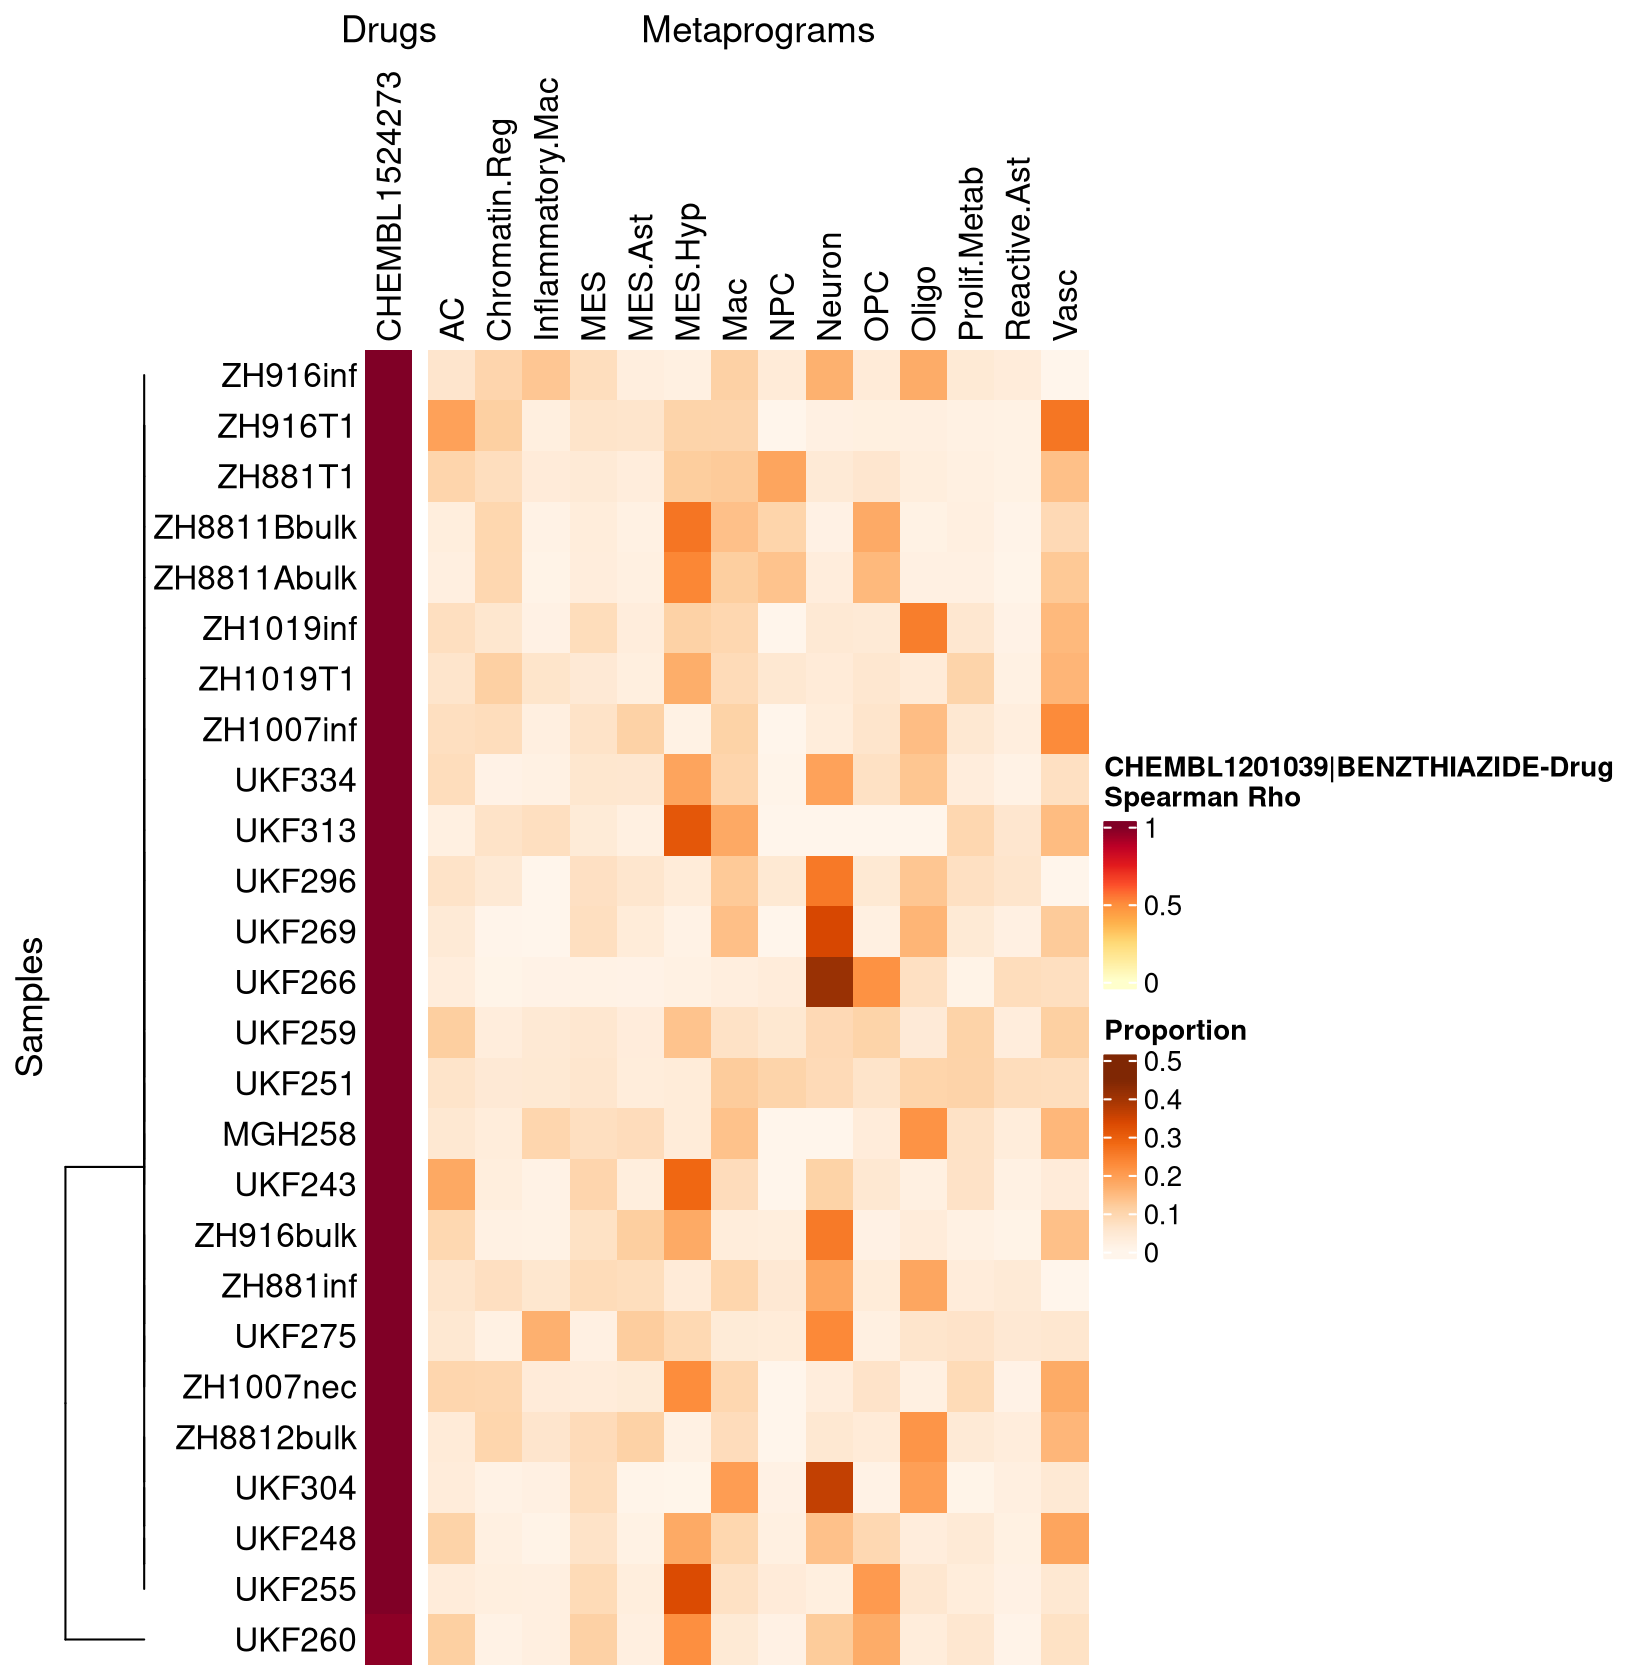 Drugs
Metaprograms
CHEMBL1524273
AC
Chromatin.Reg
Inflammatory.Mac
MES
MES.Ast
MES.Hyp
Mac
NPC
Neuron
OPC
Oligo
Prolif.Metab
Reactive.Ast
Vasc
Samples
ZH916inf
ZH916T1
ZH881T1
ZH8811Bbulk
ZH8811Abulk
ZH1019inf
ZH1019T1
ZH1007inf
UKF334
UKF313
UKF296
UKF269
UKF266
UKF259
UKF251
MGH258
UKF243
ZH916bulk
ZH881inf
UKF275
ZH1007nec
ZH8812bulk
UKF304
UKF248
UKF255
UKF260
CHEMBL1201039|BENZTHIAZIDE-Drug
Spearman Rho
1
0.5
0
Proportion
0.5
0.4
0.3
0.2
0.1
0